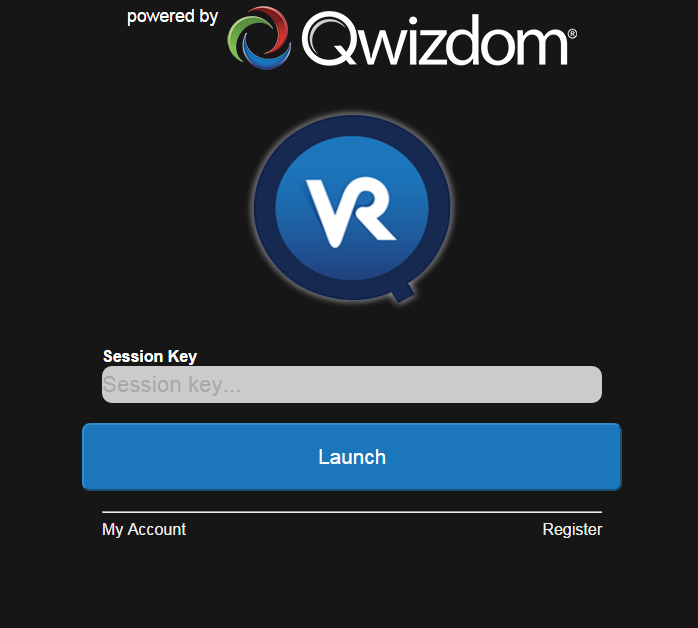 powered by Qwizdom®
VR
Session Key
Session key...
Launch
My Account Register